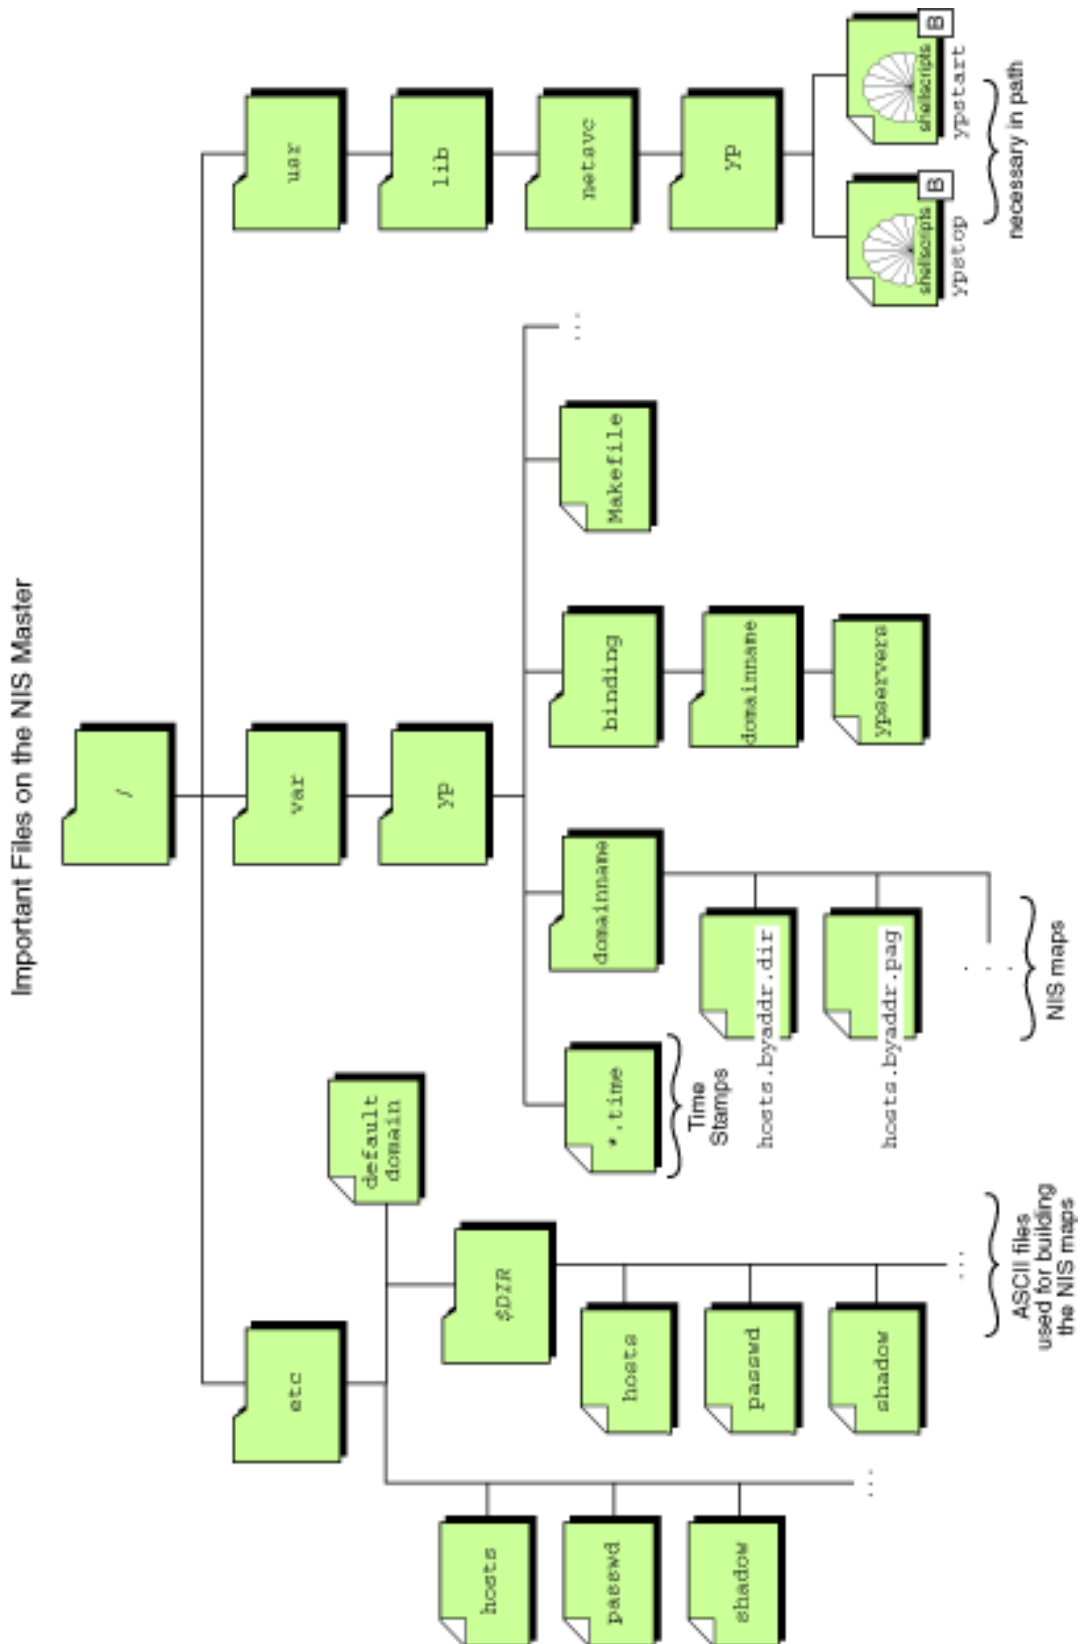 Important Files on the NIS Master
/
etc
var
usr
default
domain
yp
lib
hosts
passwd
shadow
...
$DIR
hosts
passwd
shadow
...
ASCII files
used for building
the NIS maps
*.time
Time
Stamps
domainname
hosts.byaddr.dir
hosts.byaddr.pag
...
NIS maps
binding
domainname
ypservers
Makefile
...
netsvc
yp
shellscripts
B
ypstop
shellscripts
B
ypstart
necessary in path